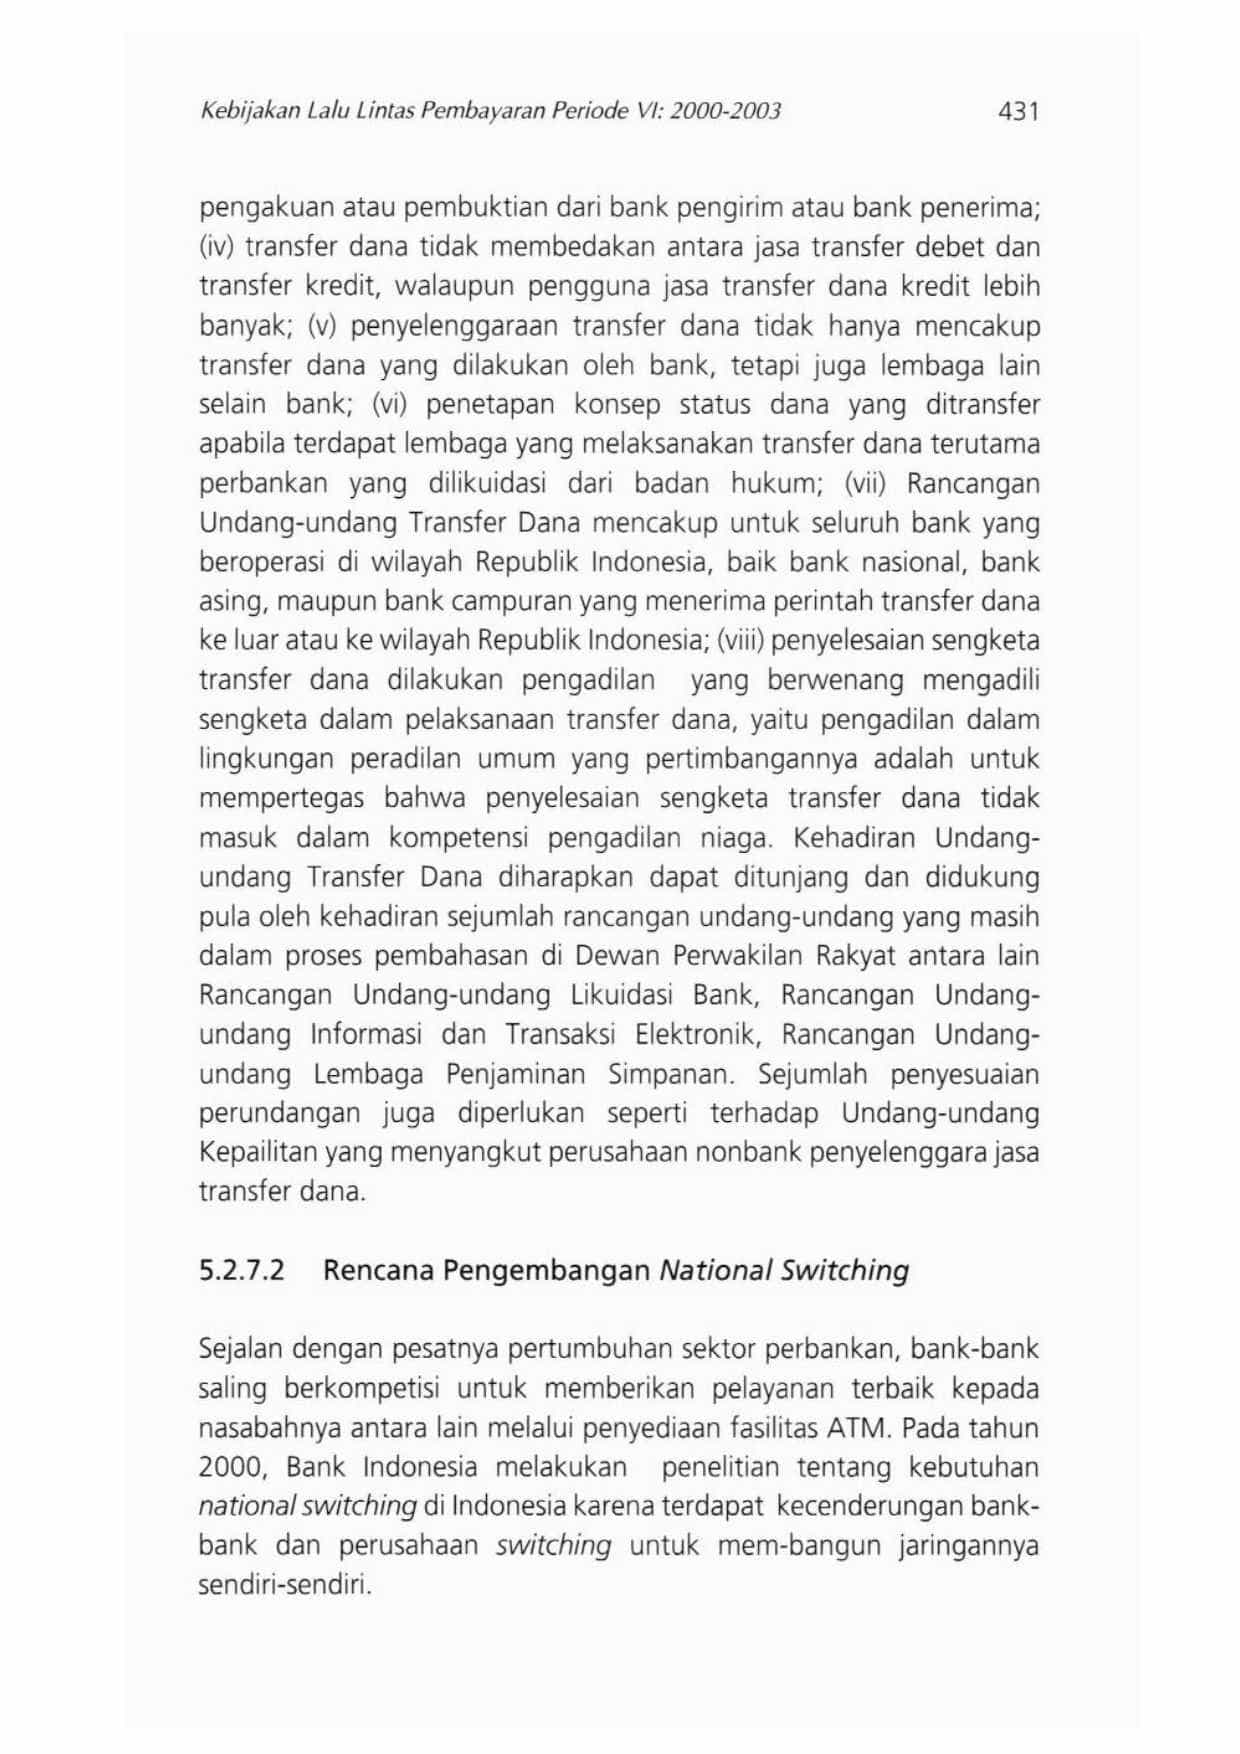 Kebijakan Lalu Lintas Pembayaran Periode VI: 2000-2003 431
pengakuan atau pembuktian dari bank pengirim atau bank penerima;
(iv) transfer dana tidak membedakan antara jasa transfer debet dan
transfer kredit, walaupun pengguna jasa transfer dana kredit lebih
banyak; (v) penyelenggaraan transfer dana tidak hanya mencakup
transfer dana yang dilakukan oleh bank, tetapi juga lembaga lain
selain bank; (vi) penetapan konsep status dana yang ditransfer
apabila terdapat lembaga yang melaksanakan transfer dana terutama
perbankan yang dilikuidasi dari badan hukum; (vii) Rancangan
Undang-undang Transfer Dana mencakup untuk seluruh bank yang
beroperasi di wilayah Republik Indonesia, baik bank nasional, bank
asing, maupun bank campuran yang menerima perintah transfer dana
ke luar atau ke wilayah Republik Indonesia; (viii) penyelesaian sengketa
transfer dana dilakukan pengadilan yang berwenang mengadili
sengketa dalam pelaksanaan transfer dana, yaitu pengadilan dalam
lingkungan peradilan umum yang pertimbangannya adalah untuk
mempertegas bahwa penyelesaian sengketa transfer dana tidak
masuk dalam kompetensi pengadilan niaga. Kehadiran Undang-
undang Transfer Dana diharapkan dapat ditunjang dan didukung
pula oleh kehadiran sejumlah rancangan undang-undang yang masih
dalam proses pembahasan di Dewan Perwakilan Rakyat antara lain
Rancangan Undang-undang Likuidasi Bank, Rancangan Undang-
undang Informasi dan Transaksi Elektronik, Rancangan Undang-
undang Lembaga Penjaminan Simpanan. Sejumlah penyesuaian
perundangan juga diperlukan seperti terhadap Undang-undang
Kepailitan yang menyangkut perusahaan nonbank penyelenggara jasa
transfer dana.
5.2.7.2 Rencana Pengembangan National Switching
Sejalan dengan pesatnya pertumbuhan sektor perbankan, bank-bank
saling berkompetisi untuk memberikan pelayanan terbaik kepada
nasabahnya antara lain melalui penyediaan fasilitas ATM. Pada tahun
2000, Bank Indonesia melakukan penelitian tentang kebutuhan
national switching di Indonesia karena terdapat kecenderungan bank-
bank dan perusahaan switching untuk mem-bangun jaringannya
sendiri-sendiri.